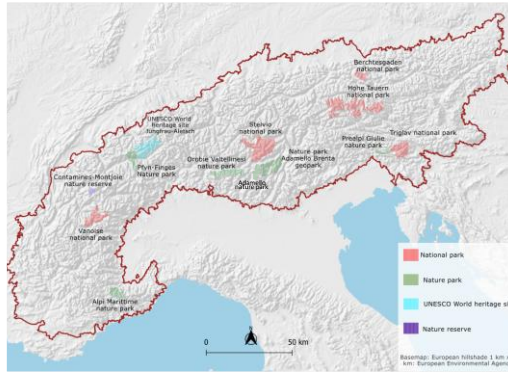 Berchtesgaden
national park
Hohe Tauern
national park
UNESCO World
Heritage site
Jungfrau-Aletsch
Stelvio
national park
Triglav national park
Prealpi Giulie
nature park
Nature park
Adamello Brenta
geopark
Orobie Valtellinesi
nature park
Pfyn-Finges
Nature park
Contamines-Montjoie
nature reserve
Adamello
nature park
Vanoise
national park
Alpi Marittime
nature park
National park
Nature park
UNESCO World heritage si
Nature reserve
0 50 km
Basemap: European hillshade 1 km
km: European Environmental Agen